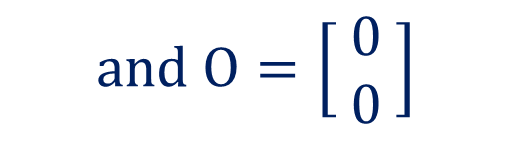 and O = [0
0]